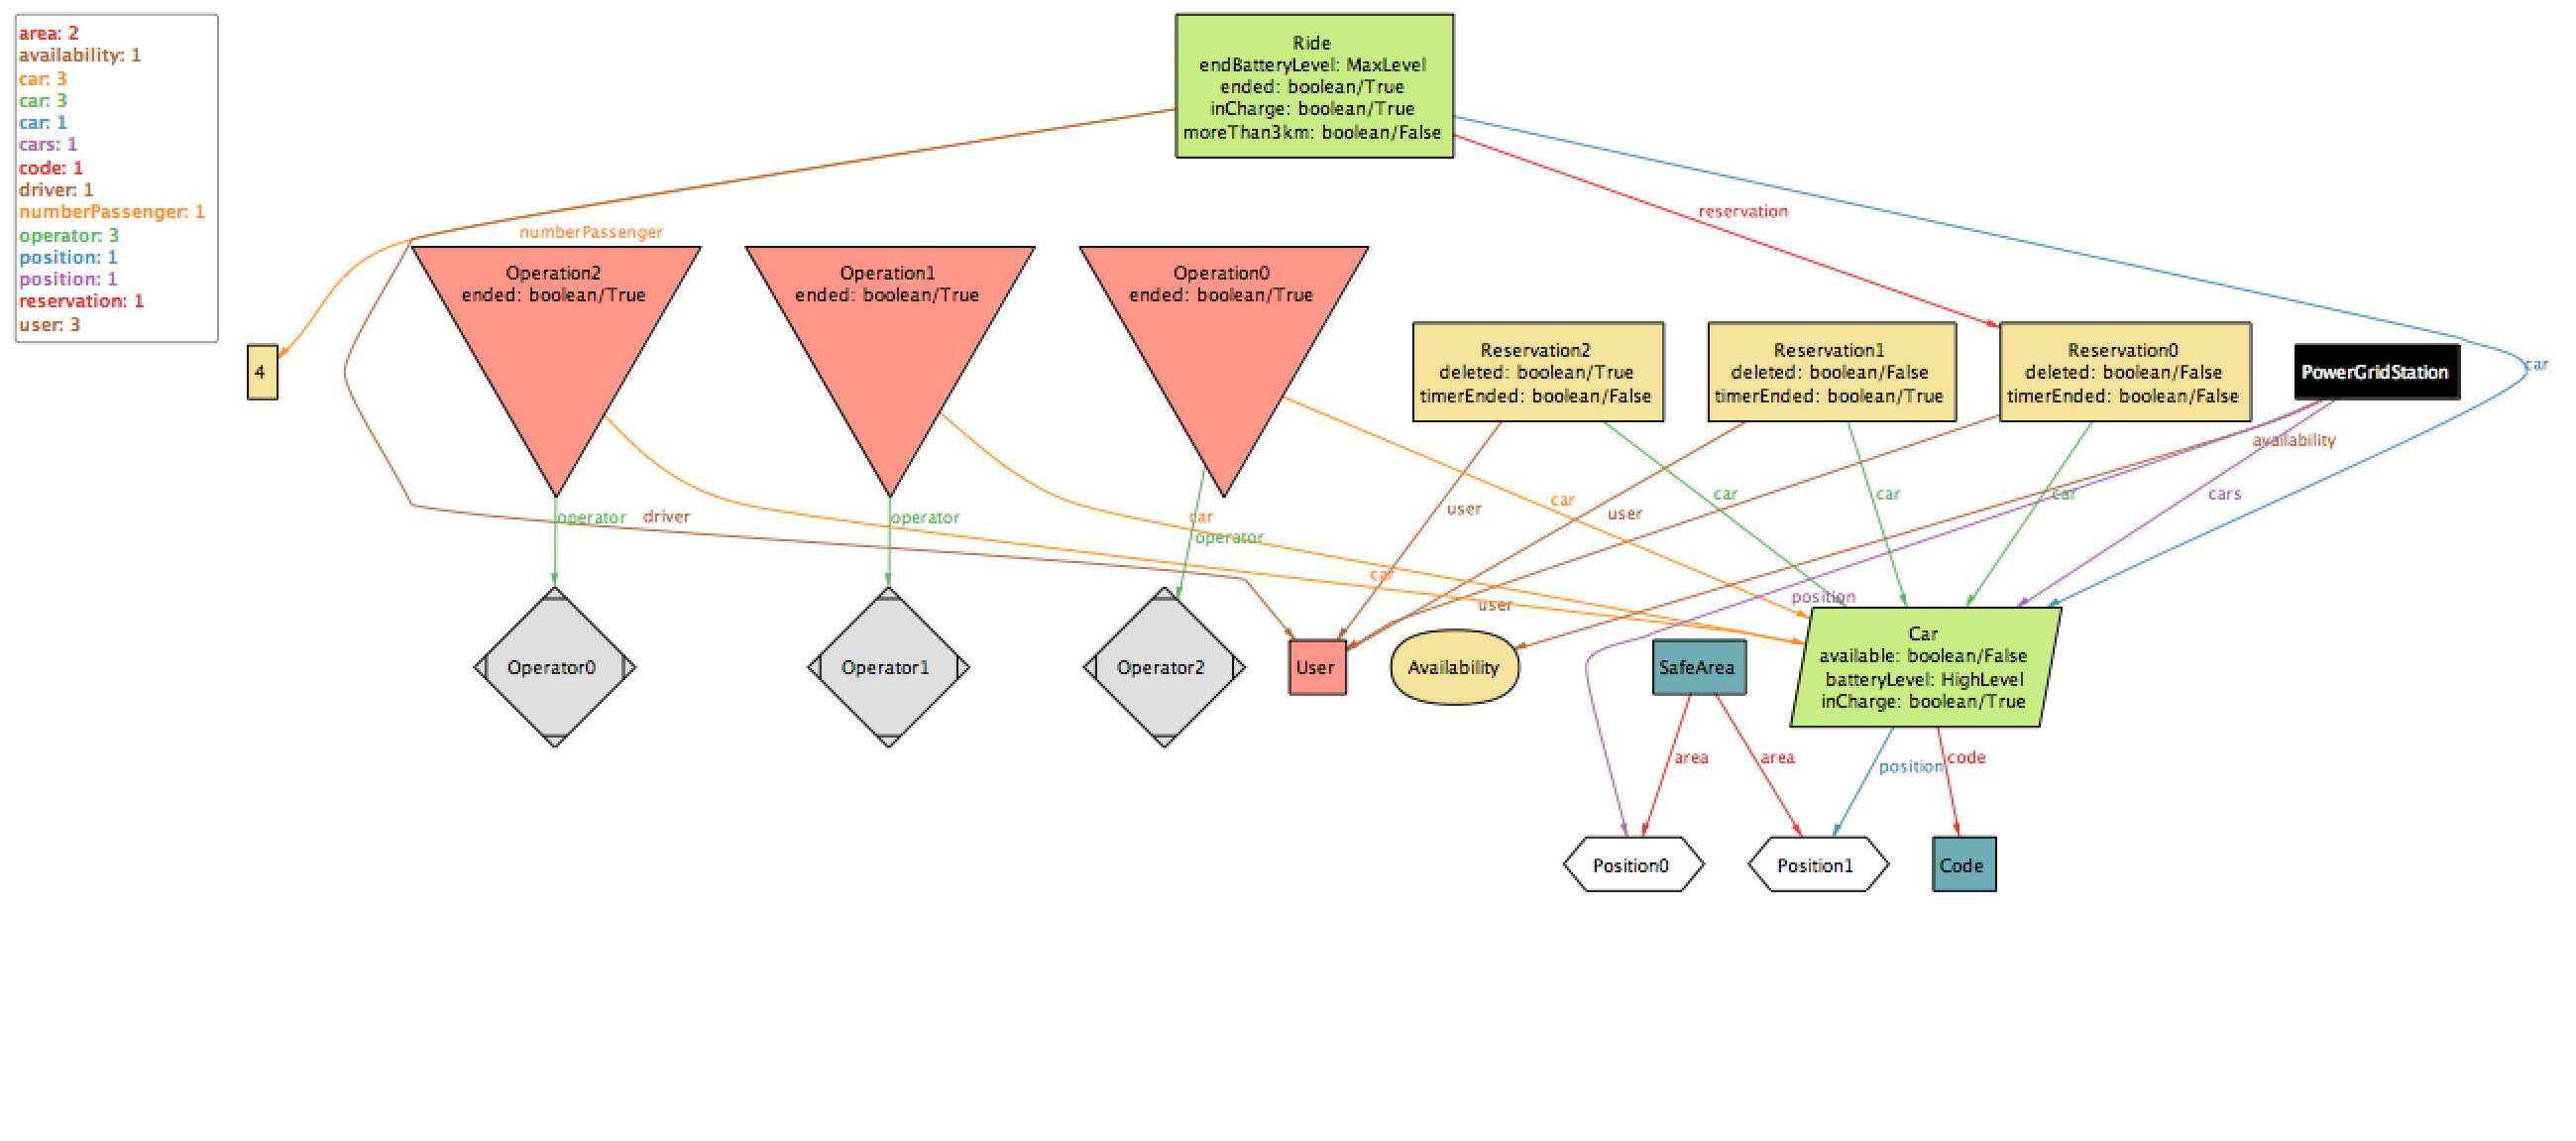 area: 2
availability: 1
car: 3
car: 3
car: 1
cars: 1
code: 1
driver: 1
numberPassenger: 1
operator: 3
position: 1
position: 1
reservation: 1
user: 3
Ride
endBatteryLevel: MaxLevel
ended: boolean/True
inCharge: boolean/True
moreThan3km: boolean/False
reservation
numberPassenger
Operation2
ended: boolean/True
Operation1
ended: boolean/True
Operation0
ended: boolean/True
4
Reservation2
deleted: boolean/True
timerEnded: boolean/False
Reservation1
deleted: boolean/False
timerEnded: boolean/True
Reservation0
deleted: boolean/False
timerEnded: boolean/False
PowerGridStation
car
availability
car
car
car
car
cars
user
user
operator
driver
operator
car
operator
car
user
position
Operator0
Operator1
Operator2
User
Availability
SafeArea
Car
available: boolean/False
batteryLevel: HighLevel
inCharge: boolean/True
area
area
position
code
Position0
Position1
Code